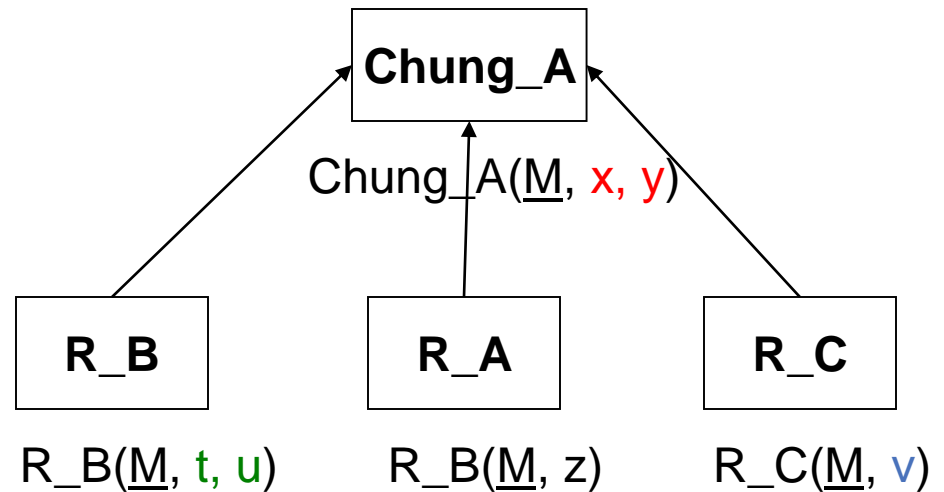 Chung_A
Chung_A(M, x, y)
R_B R_A R_C
R_B(M, t, u) R_B(M, z) R_C(M, v)